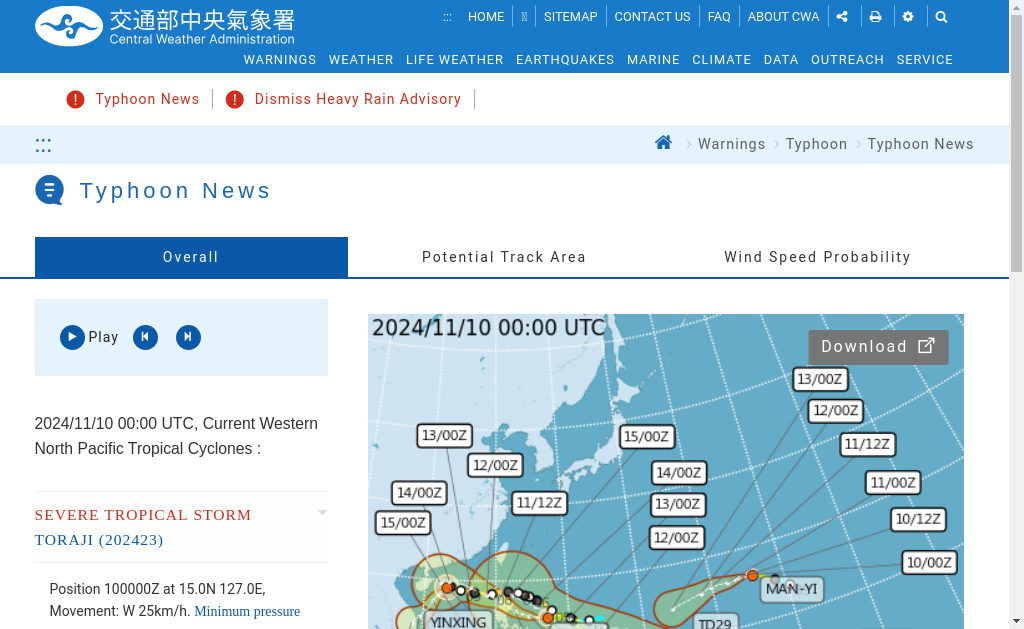 交通部中央氣象署
Central Weather Administration
::: HOME SITEMAP CONTACT US FAQ ABOUT CWA
WARNINGS WEATHER LIFE WEATHER EARTHQUAKES MARINE CLIMATE DATA OUTREACH SERVICE
Typhoon News
Dismiss Heavy Rain Advisory
:::
Warnings Typhoon Typhoon News
Typhoon News
Overall
Potential Track Area
Wind Speed Probability
Play
2024/11/10 00:00 UTC, Current Western
North Pacific Tropical Cyclones :
SEVERE TROPICAL STORM
TORAJI (202423)
Position 100000Z at 15.0N 127.0E,
Movement: W 25km/h. Minimum pressure
2024/11/10 00:00 UTC
Download
13/00Z
12/00Z
13/00Z
15/00Z
11/12Z
12/00Z
14/00Z
11/00Z
14/00Z
11/12Z
13/00Z
10/12Z
15/00Z
12/00Z
10/00Z
MAN-YI
YINXING
TD29